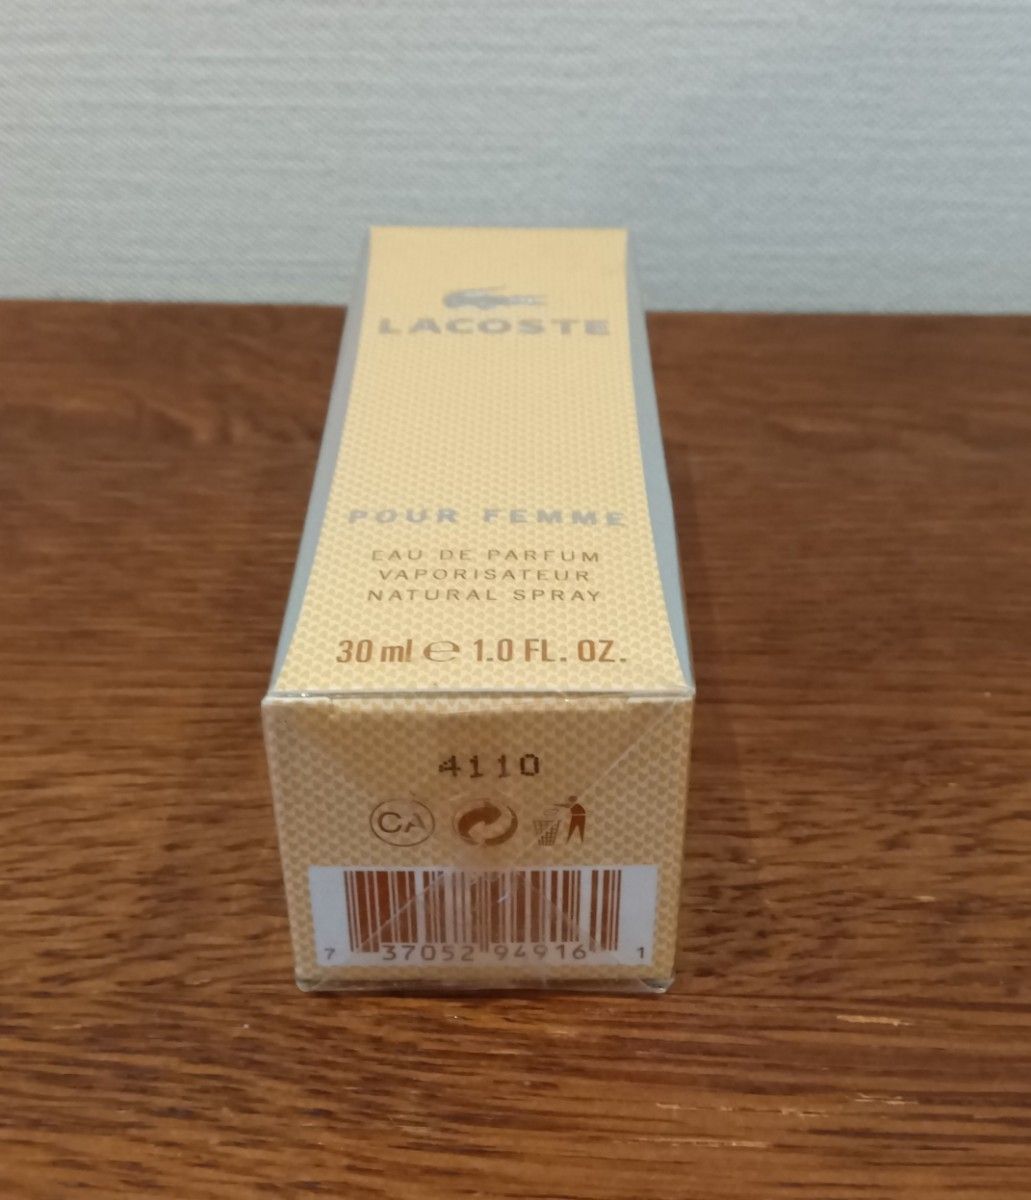 LACOSTE
POUR FEMME
EAU DE PARFUM
VAPORISATEUR
NATURAL SPRAY
30 ml ℮ 1.0 FL. OZ.
4110
CA
7 37052 94916 1